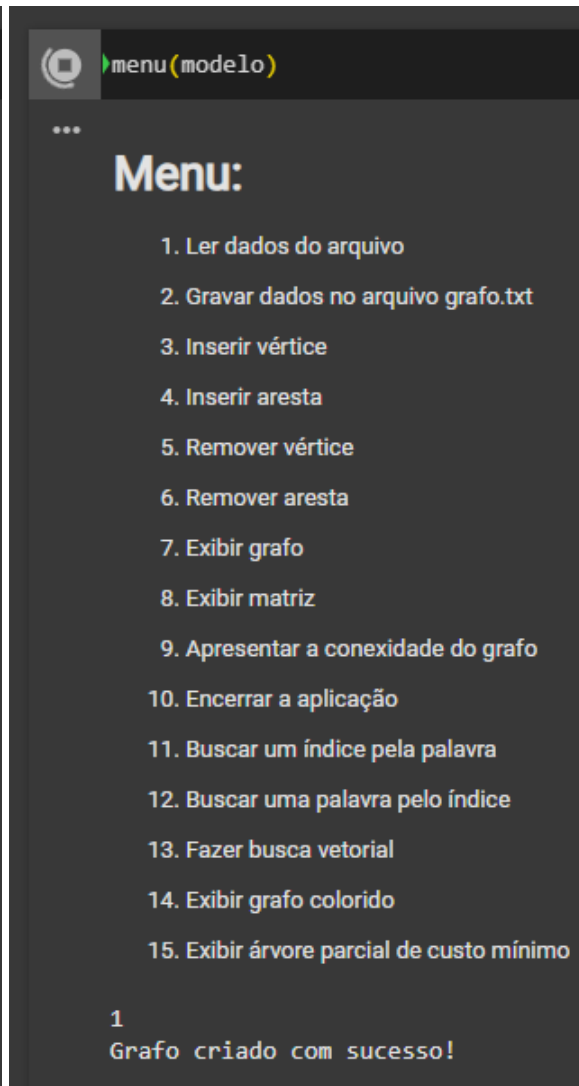 menu(modelo)
Menu:
1. Ler dados do arquivo
2. Gravar dados no arquivo grafo.txt
3. Inserir vértice
4. Inserir aresta
5. Remover vértice
6. Remover aresta
7. Exibir grafo
8. Exibir matriz
9. Apresentar a conexidade do grafo
10. Encerrar a aplicação
11. Buscar um índice pela palavra
12. Buscar uma palavra pelo índice
13. Fazer busca vetorial
14. Exibir grafo colorido
15. Exibir árvore parcial de custo mínimo
1
Grafo criado com sucesso!